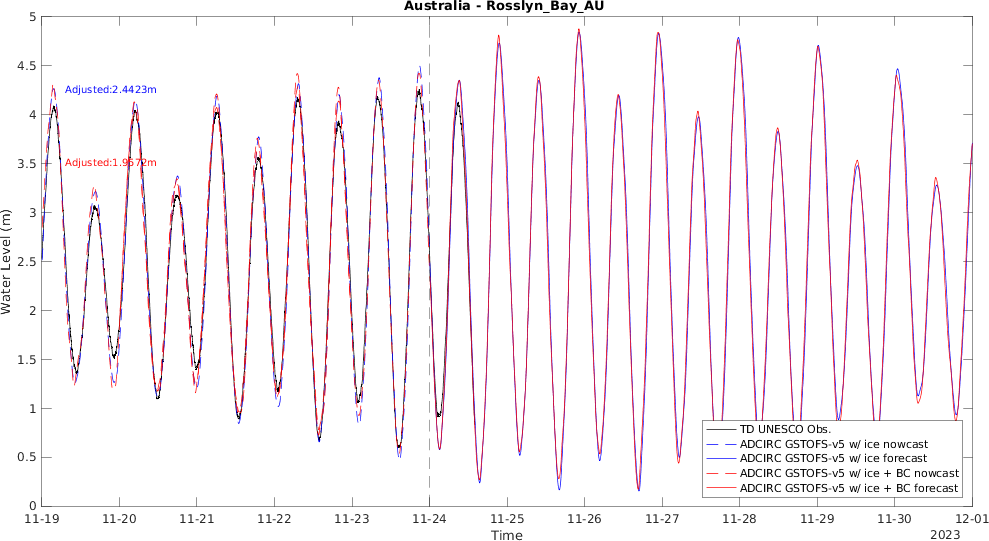 Australia - Rosslyn_Bay_AU
5
4.5
4
3.5
3
2.5
2
1.5
1
0.5
0
Water Level (m)
Adjusted:2.4423m
Adjusted:1.9572m
TD UNESCO Obs.
ADCIRC GSTOFS-v5 w/ ice nowcast
ADCIRC GSTOFS-v5 w/ ice forecast
ADCIRC GSTOFS-v5 w/ ice + BC nowcast
ADCIRC GSTOFS-v5 w/ ice + BC forecast
11-19 11-20 11-21 11-22 11-23 11-24 11-25 11-26 11-27 11-28 11-29 11-30 12-01
Time
2023